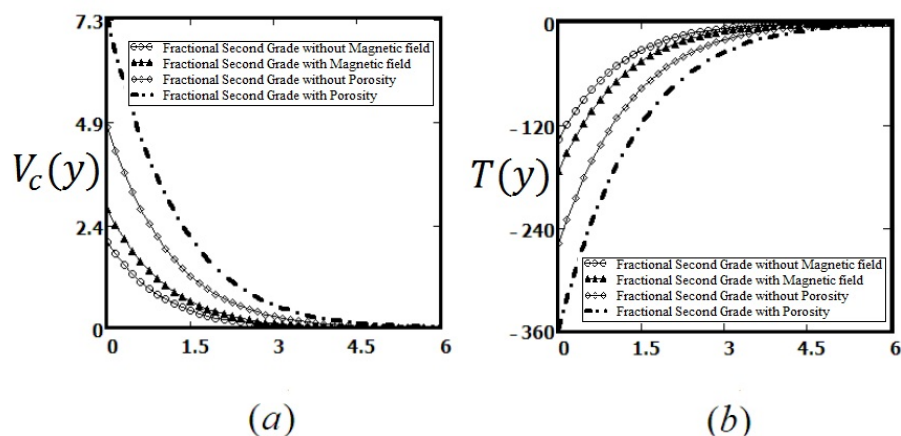 7.3
4.9
2.4
0
V_c(y)
Fractional Second Grade without Magnetic field
Fractional Second Grade with Magnetic field
Fractional Second Grade without Porosity
Fractional Second Grade with Porosity
0 1.5 3 4.5 6
(a)
0
-120
-240
-360
T(y)
Fractional Second Grade without Magnetic field
Fractional Second Grade with Magnetic field
Fractional Second Grade without Porosity
Fractional Second Grade with Porosity
0 1.5 3 4.5 6
(b)